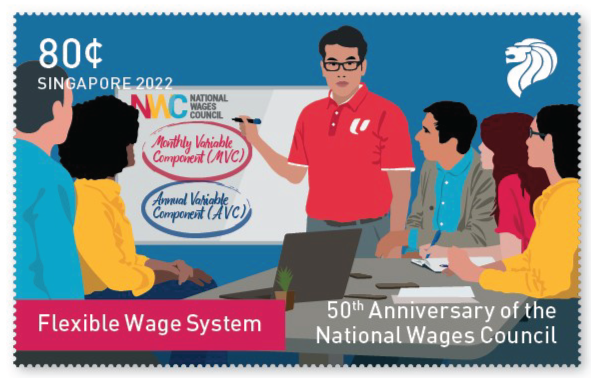 80¢
SINGAPORE 2022
NWC NATIONAL
WAGES
COUNCIL
Monthly Variable
Component (MVC)
Annual Variable
Component (AVC)
Flexible Wage System
50th Anniversary of the
National Wages Council